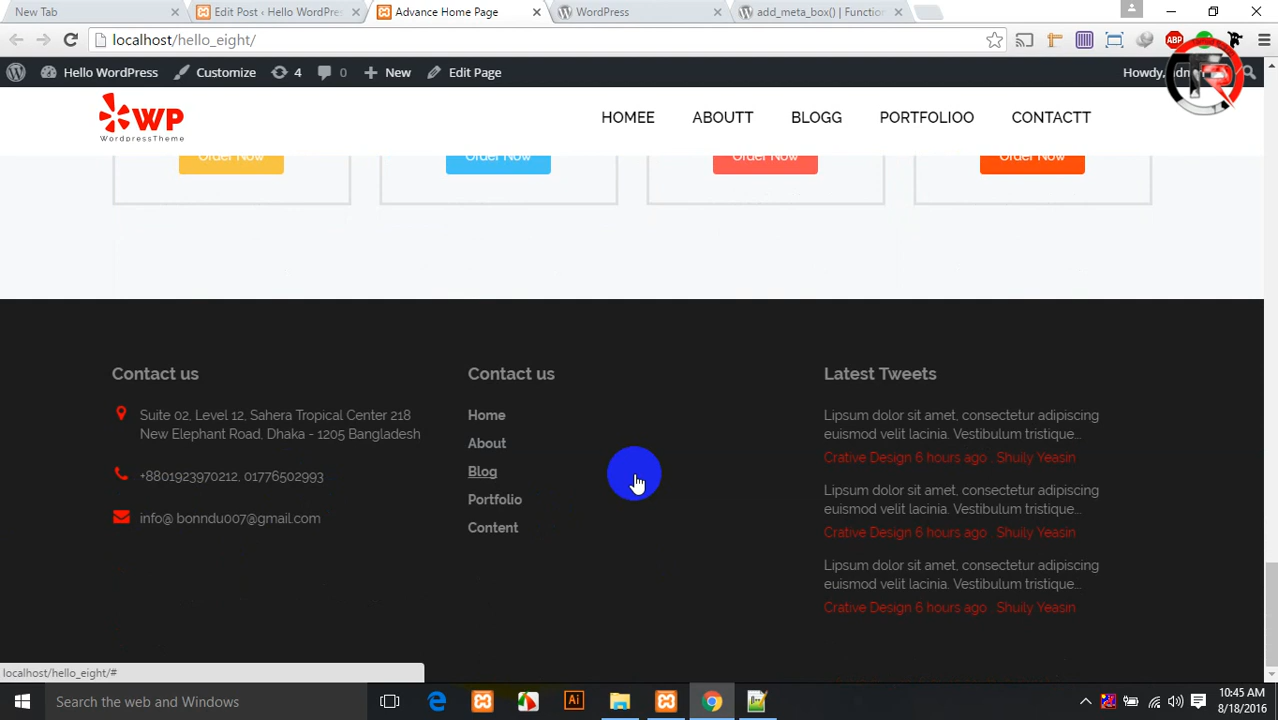 New Tab
Edit Post ‹ Hello WordPres
Advance Home Page
WordPress
add_meta_box() | Function
localhost/hello_eight/
ABP
Hello WordPress
Customize
4
0
New
Edit Page
Howdy,
WP
WordpressTheme
HOMEE
ABOUTT
BLOGG
PORTFOLIOO
CONTACTT
Order Now
Order Now
Order Now
Order Now
Contact us
Suite 02, Level 12, Sahera Tropical Center 218
New Elephant Road, Dhaka - 1205 Bangladesh
+8801923970212, 01776502993
info@ bonndu007@gmail.com
Contact us
Home
About
Blog
Portfolio
Content
Latest Tweets
Lipsum dolor sit amet, consectetur adipiscing
euismod velit lacinia. Vestibulum tristique...
Crative Design 6 hours ago . Shuily Yeasin
Lipsum dolor sit amet, consectetur adipiscing
euismod velit lacinia. Vestibulum tristique...
Crative Design 6 hours ago . Shuily Yeasin
Lipsum dolor sit amet, consectetur adipiscing
euismod velit lacinia. Vestibulum tristique...
Crative Design 6 hours ago . Shuily Yeasin
localhost/hello_eight/#
Search the web and Windows
Ai
10:45 AM
8/18/2016